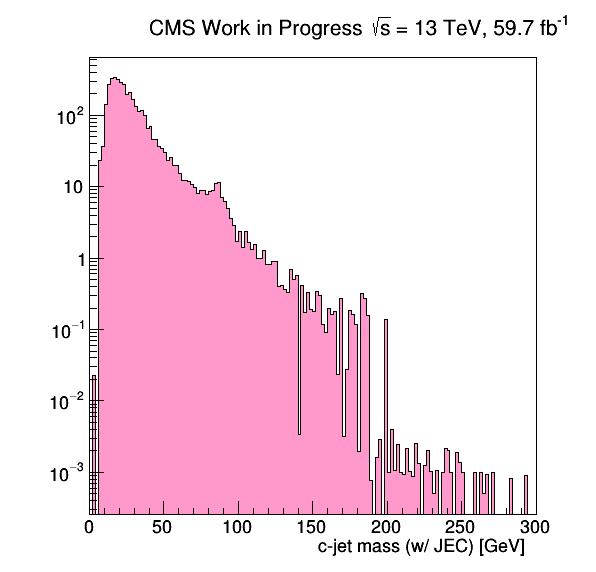 CMS Work in Progress √s = 13 TeV, 59.7 fb⁻¹
10²
10
1
10⁻¹
10⁻²
10⁻³
0 50 100 150 200 250 300
c-jet mass (w/ JEC) [GeV]